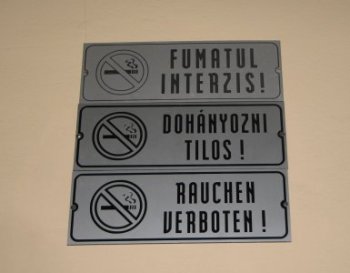 FUMATUL
INTERZIS!
DOHÁNYOZNI
TILOS!
RAUCHEN
VERBOTEN!